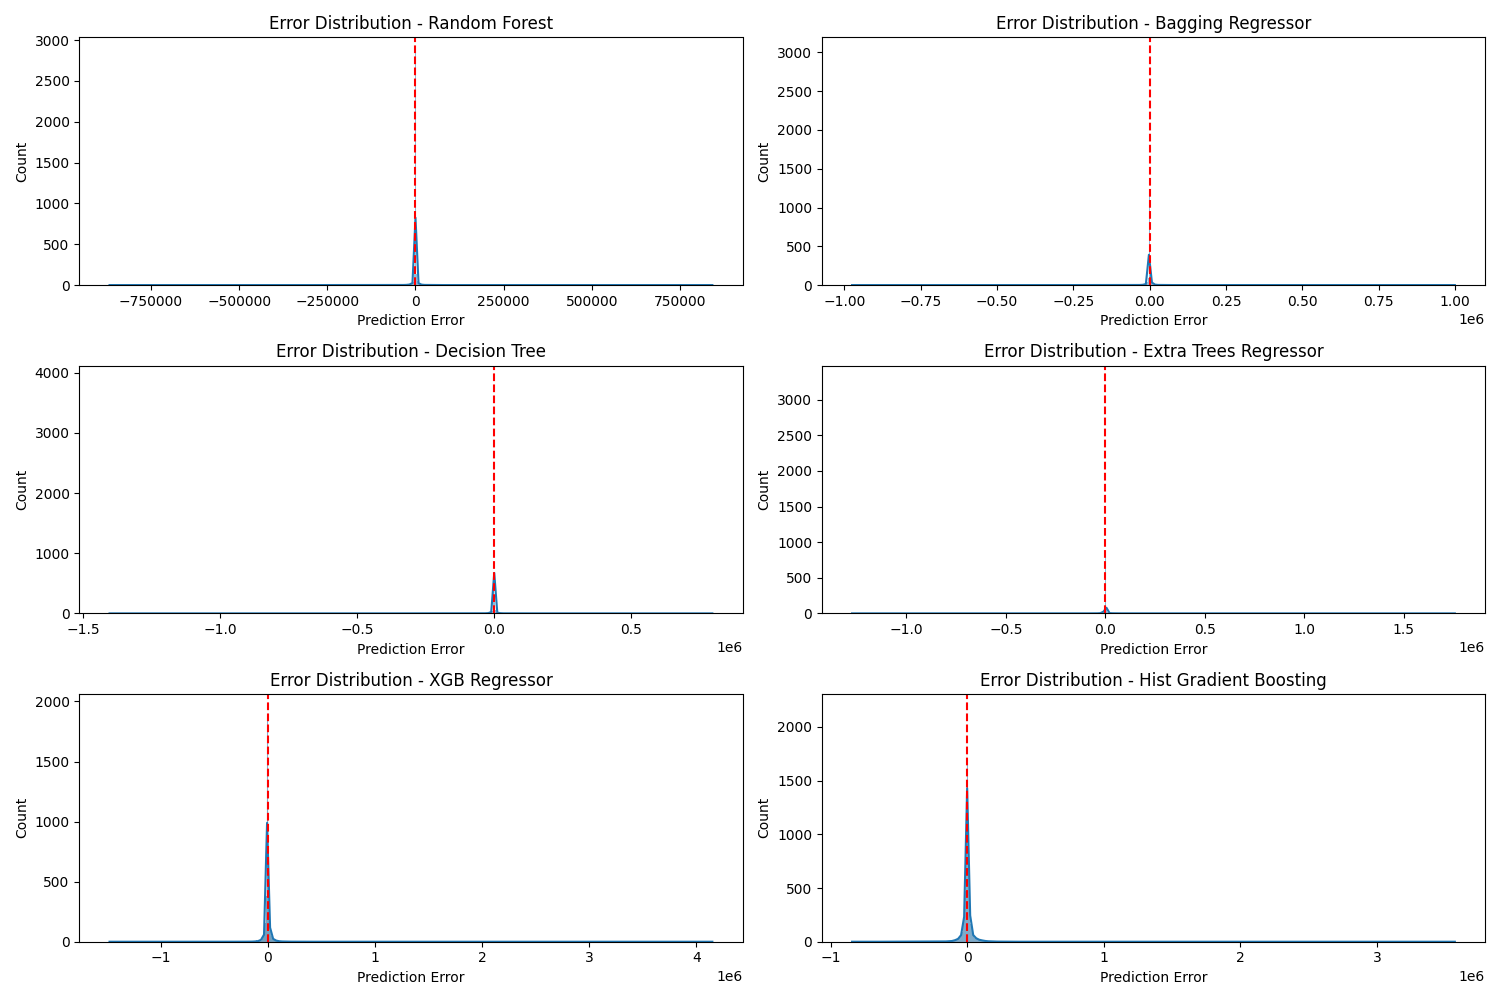 Error Distribution - Random Forest
3000
2500
2000
1500
1000
500
0
Count
−750000 −500000 −250000 0 250000 500000 750000
Prediction Error
Error Distribution - Bagging Regressor
3000
2500
2000
1500
1000
500
0
Count
−1.00 −0.75 −0.50 −0.25 0.00 0.25 0.50 0.75 1.00
1e6
Prediction Error
Error Distribution - Decision Tree
4000
3000
2000
1000
0
Count
−1.5 −1.0 −0.5 0.0 0.5
1e6
Prediction Error
Error Distribution - Extra Trees Regressor
3000
2500
2000
1500
1000
500
0
Count
−1.0 −0.5 0.0 0.5 1.0 1.5
1e6
Prediction Error
Error Distribution - XGB Regressor
2000
1500
1000
500
0
Count
−1 0 1 2 3 4
1e6
Prediction Error
Error Distribution - Hist Gradient Boosting
2000
1500
1000
500
0
Count
−1 0 1 2 3
1e6
Prediction Error